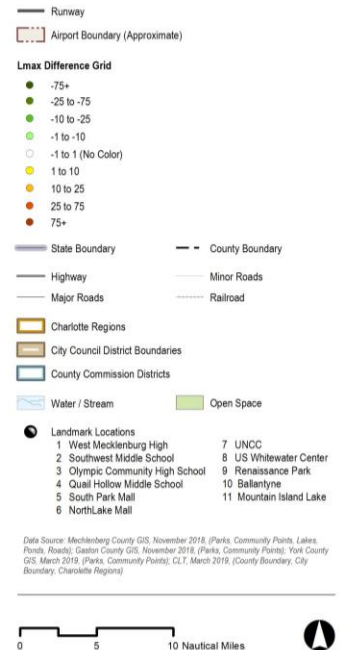 Runway
Airport Boundary (Approximate)
Lmax Difference Grid
-75+
-25 to -75
-10 to -25
-1 to -10
-1 to 1 (No Color)
1 to 10
10 to 25
25 to 75
75+
State Boundary
County Boundary
Highway
Minor Roads
Major Roads
Railroad
Charlotte Regions
City Council District Boundaries
County Commission Districts
Water / Stream
Open Space
Landmark Locations
1 West Mecklenburg High
2 Southwest Middle School
3 Olympic Community High School
4 Quail Hollow Middle School
5 South Park Mall
6 NorthLake Mall
7 UNCC
8 US Whitewater Center
9 Renaissance Park
10 Ballantyne
11 Mountain Island Lake
Data Source: Mechlenberg County GIS, November 2018, (Parks, Community Points, Lakes,
Ponds, Roads); Gaston County GIS, November 2018, (Parks, Community Points); York County
GIS, March 2019, (Parks, Community Points); CLT, March 2019, (County Boundary, City
Boundary, Charolette Regions)
0 5 10 Nautical Miles